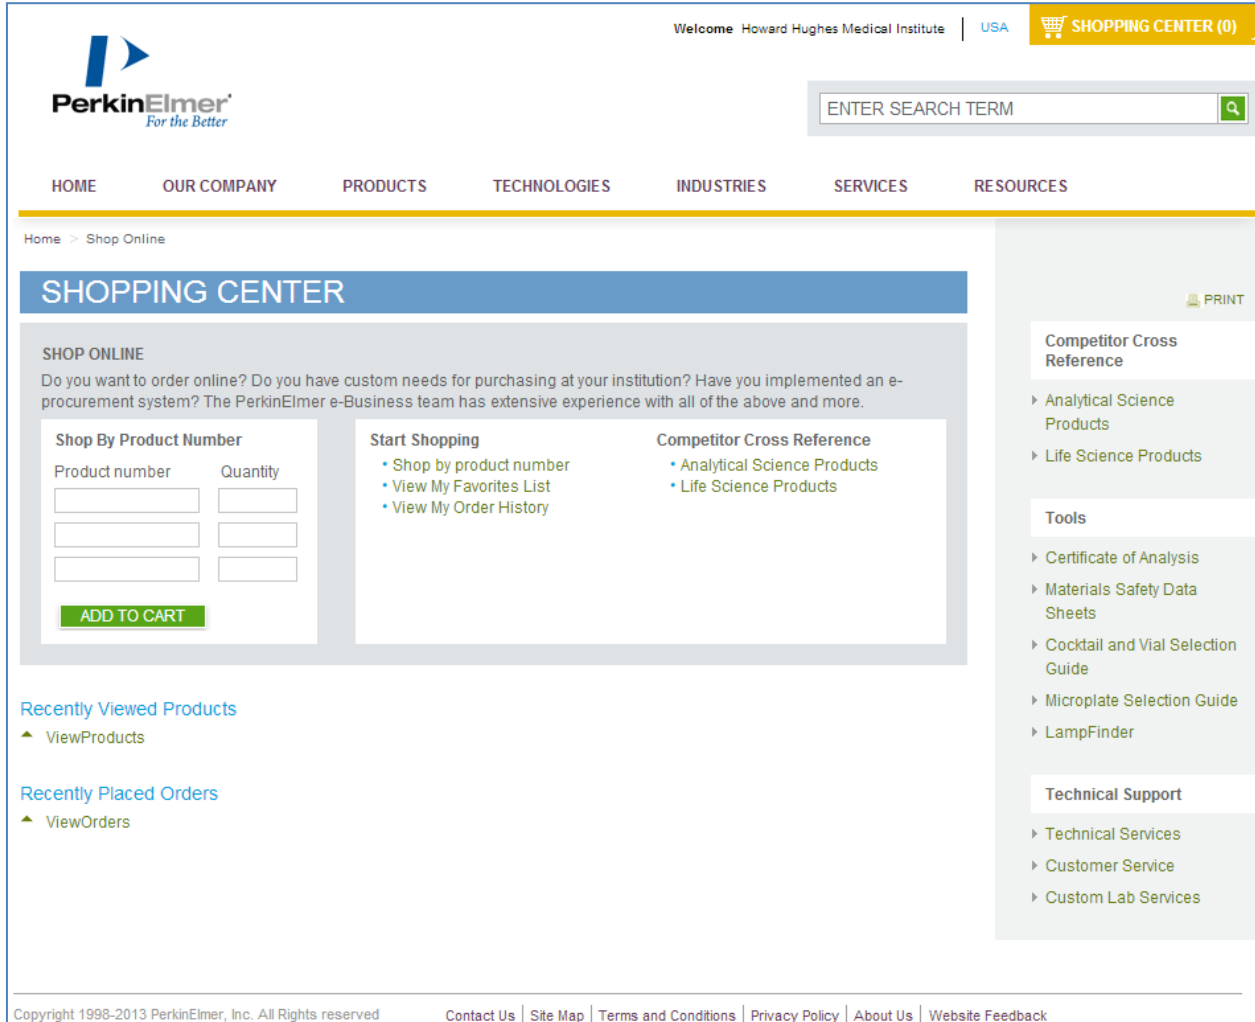 Welcome Howard Hughes Medical Institute
USA
SHOPPING CENTER (0)
PerkinElmer
For the Better
ENTER SEARCH TERM
HOME OUR COMPANY PRODUCTS TECHNOLOGIES INDUSTRIES SERVICES RESOURCES
Home > Shop Online
SHOPPING CENTER
SHOP ONLINE
Do you want to order online? Do you have custom needs for purchasing at your institution? Have you implemented an e-
procurement system? The PerkinElmer e-Business team has extensive experience with all of the above and more.
Shop By Product Number
Product number Quantity
ADD TO CART
Start Shopping
• Shop by product number
• View My Favorites List
• View My Order History
Competitor Cross Reference
• Analytical Science Products
• Life Science Products
Recently Viewed Products
ViewProducts
Recently Placed Orders
ViewOrders
PRINT
Competitor Cross
Reference
Analytical Science
Products
Life Science Products
Tools
Certificate of Analysis
Materials Safety Data
Sheets
Cocktail and Vial Selection
Guide
Microplate Selection Guide
LampFinder
Technical Support
Technical Services
Customer Service
Custom Lab Services
Copyright 1998-2013 PerkinElmer, Inc. All Rights reserved
Contact Us | Site Map | Terms and Conditions | Privacy Policy | About Us | Website Feedback